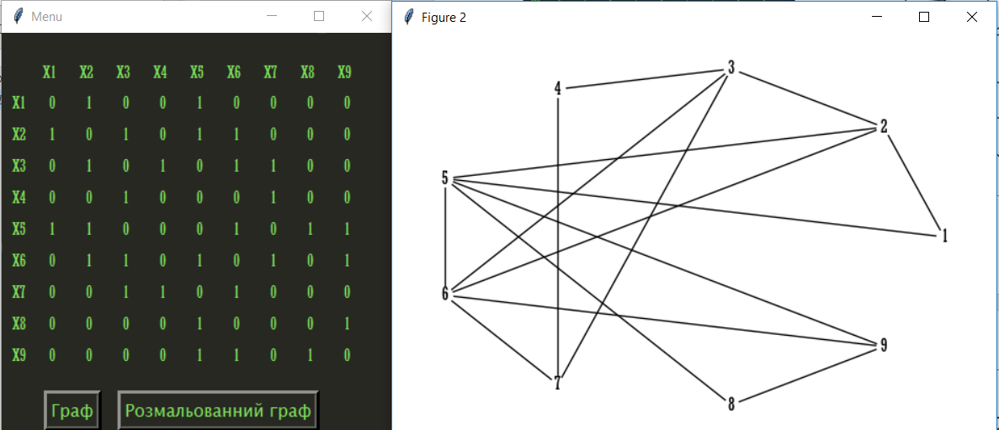 Menu
X1 X2 X3 X4 X5 X6 X7 X8 X9
X1 0 1 0 0 1 0 0 0 0
X2 1 0 1 0 1 1 0 0 0
X3 0 1 0 1 0 1 1 0 0
X4 0 0 1 0 0 0 1 0 0
X5 1 1 0 0 0 1 0 1 1
X6 0 1 1 0 1 0 1 0 1
X7 0 0 1 1 0 1 0 0 0
X8 0 0 0 0 1 0 0 0 1
X9 0 0 0 0 1 1 0 1 0
Граф Розмальованний граф
Figure 2
3
4
2
5
1
6
9
7
8